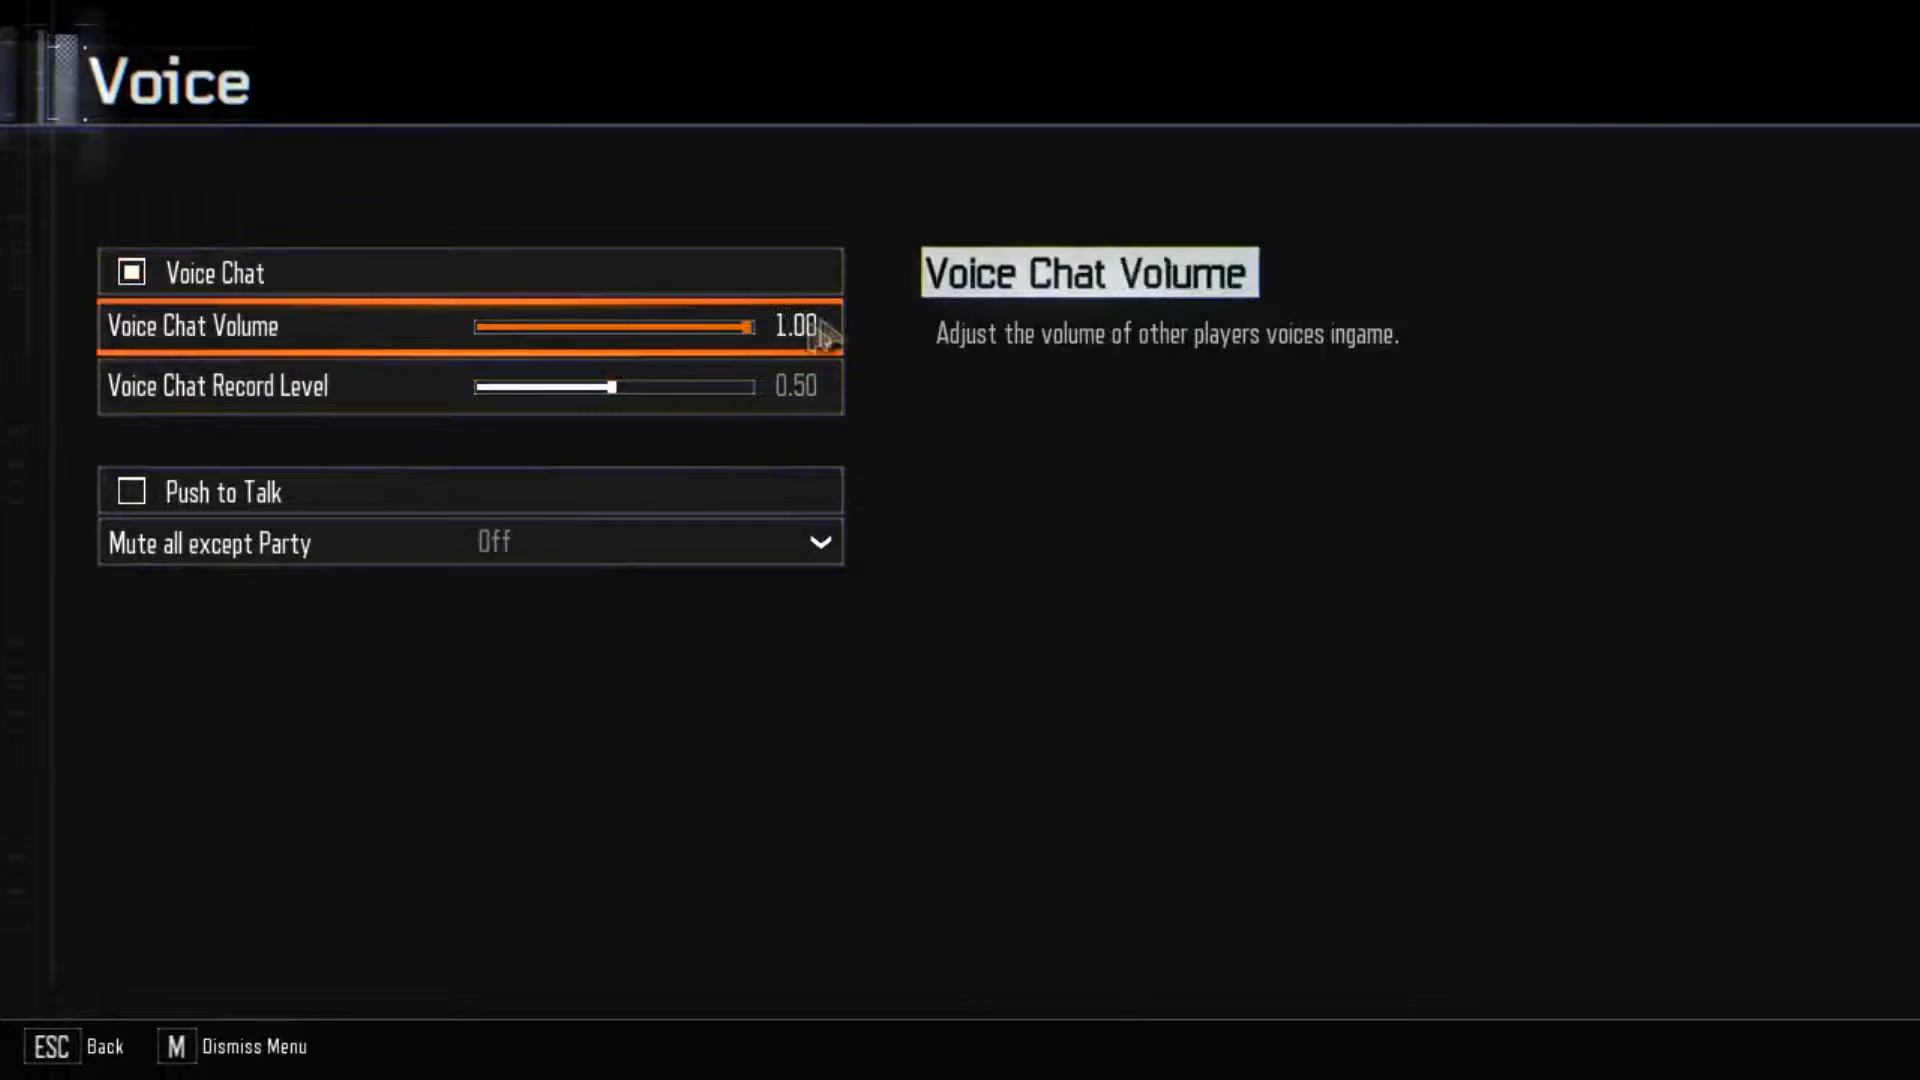 Voice
Voice Chat
Voice Chat Volume 1.00
Voice Chat Record Level 0.50
Push to Talk
Mute all except Party Off
Voice Chat Volume
Adjust the volume of other players voices ingame.
ESC Back M Dismiss Menu